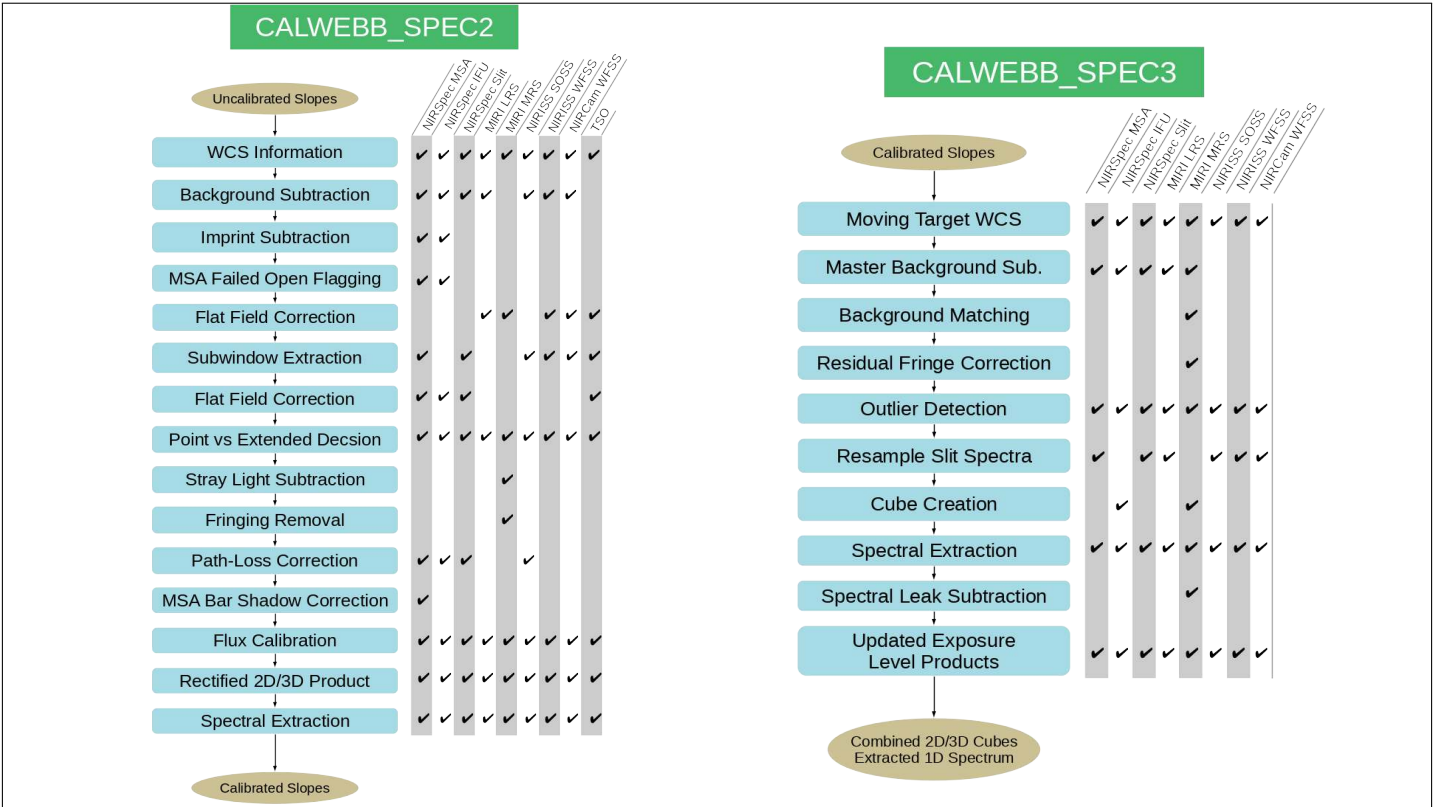 CALWEBB_SPEC2
Uncalibrated Slopes
NIRSpec MSA
NIRSpec IFU
NIRSpec Slit
MIRI LRS
MIRI MRS
NIRISS SOSS
NIRISS WFSS
NIRCam WFSS
TSO
WCS Information
✔ ✔ ✔ ✔ ✔ ✔ ✔ ✔ ✔
Background Subtraction
✔ ✔ ✔ ✔ ✔ ✔ ✔
Imprint Subtraction
✔ ✔
MSA Failed Open Flagging
✔ ✔
Flat Field Correction
✔ ✔ ✔ ✔ ✔
Subwindow Extraction
✔ ✔ ✔ ✔ ✔ ✔
Flat Field Correction
✔ ✔ ✔ ✔
Point vs Extended Decsion
✔ ✔ ✔ ✔ ✔ ✔ ✔ ✔ ✔
Stray Light Subtraction
✔
Fringing Removal
✔
Path-Loss Correction
✔ ✔ ✔ ✔
MSA Bar Shadow Correction
✔
Flux Calibration
✔ ✔ ✔ ✔ ✔ ✔ ✔ ✔ ✔
Rectified 2D/3D Product
✔ ✔ ✔ ✔ ✔ ✔ ✔ ✔ ✔
Spectral Extraction
✔ ✔ ✔ ✔ ✔ ✔ ✔ ✔ ✔
Calibrated Slopes
CALWEBB_SPEC3
Calibrated Slopes
NIRSpec MSA
NIRSpec IFU
NIRSpec Slit
MIRI LRS
MIRI MRS
NIRISS SOSS
NIRISS WFSS
NIRCam WFSS
Moving Target WCS
✔ ✔ ✔ ✔ ✔ ✔ ✔ ✔
Master Background Sub.
✔ ✔ ✔ ✔ ✔
Background Matching
✔
Residual Fringe Correction
✔
Outlier Detection
✔ ✔ ✔ ✔ ✔ ✔ ✔ ✔
Resample Slit Spectra
✔ ✔ ✔ ✔ ✔ ✔
Cube Creation
✔ ✔
Spectral Extraction
✔ ✔ ✔ ✔ ✔ ✔ ✔ ✔
Spectral Leak Subtraction
✔
Updated Exposure
Level Products
✔ ✔ ✔ ✔ ✔ ✔ ✔ ✔
Combined 2D/3D Cubes
Extracted 1D Spectrum